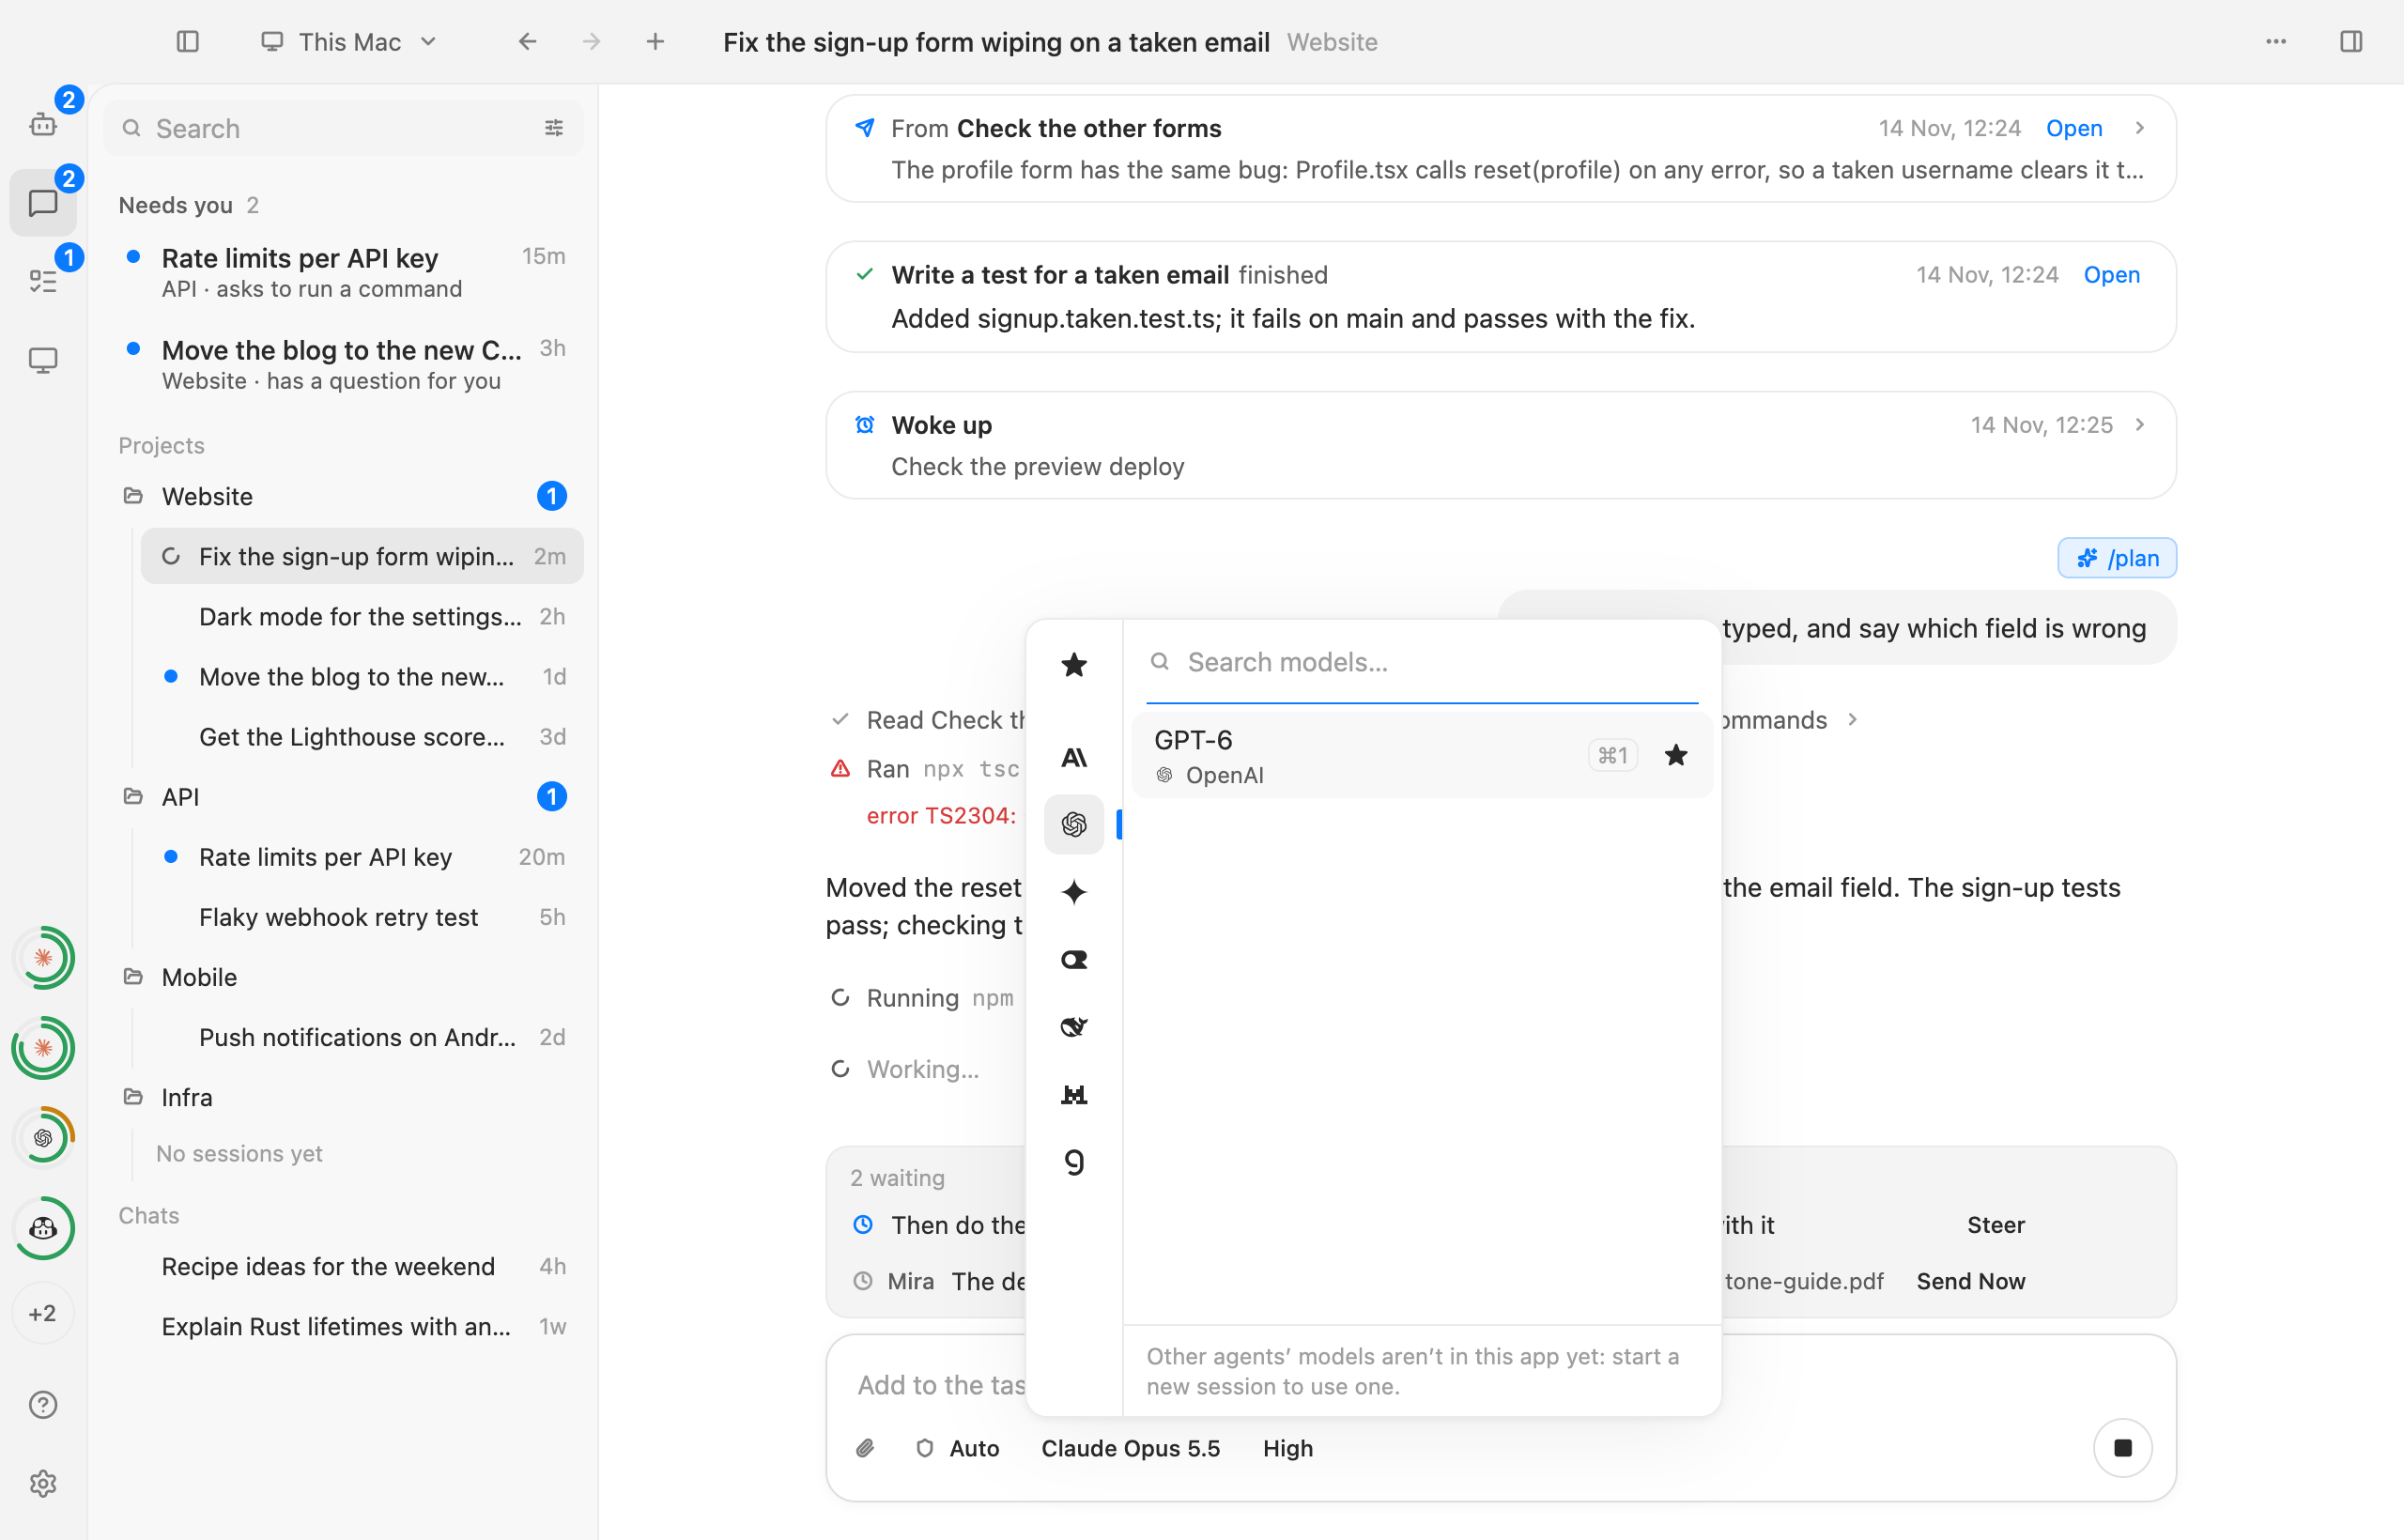 This Mac
Fix the sign-up form wiping on a taken email Website
2
2
1
Search
Needs you 2
Rate limits per API key 15m
API · asks to run a command
Move the blog to the new C... 3h
Website · has a question for you
Projects
Website 1
Fix the sign-up form wipin... 2m
Dark mode for the settings... 2h
Move the blog to the new... 1d
Get the Lighthouse score... 3d
API 1
Rate limits per API key 20m
Flaky webhook retry test 5h
Mobile
Push notifications on Andr... 2d
Infra
No sessions yet
Chats
Recipe ideas for the weekend 4h
Explain Rust lifetimes with an... 1w
+2
From Check the other forms 14 Nov, 12:24 Open
The profile form has the same bug: Profile.tsx calls reset(profile) on any error, so a taken username clears it t...
Write a test for a taken email finished 14 Nov, 12:24 Open
Added signup.taken.test.ts; it fails on main and passes with the fix.
Woke up 14 Nov, 12:25
Check the preview deploy
/plan
typed, and say which field is wrong
Read Check th
ommands
Ran npx tsc
error TS2304:
Moved the reset
the email field. The sign-up tests
pass; checking t
Running npm
Working...
2 waiting
Then do the
ith it Steer
Mira The de
tone-guide.pdf Send Now
Add to the tas
Auto Claude Opus 5.5 High
Search models...
GPT-6 ⌘1
OpenAI
Other agents’ models aren’t in this app yet: start a
new session to use one.